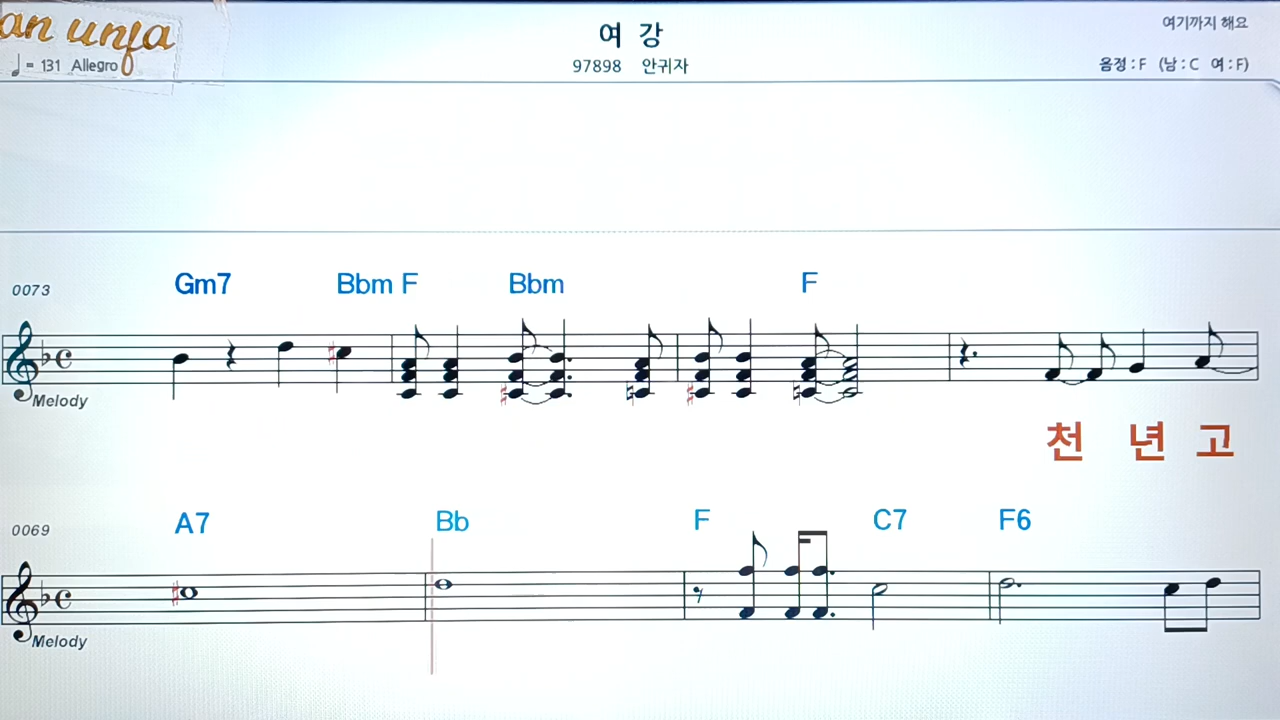 an unja
여 강
여기까지 해요
♩ = 131 Allegro
97898 안귀자
음정 : F (남 : C 여 : F)
0073 Gm7 Bbm F Bbm F
Melody
천 년 고
0069 A7 Bb F C7 F6
Melody